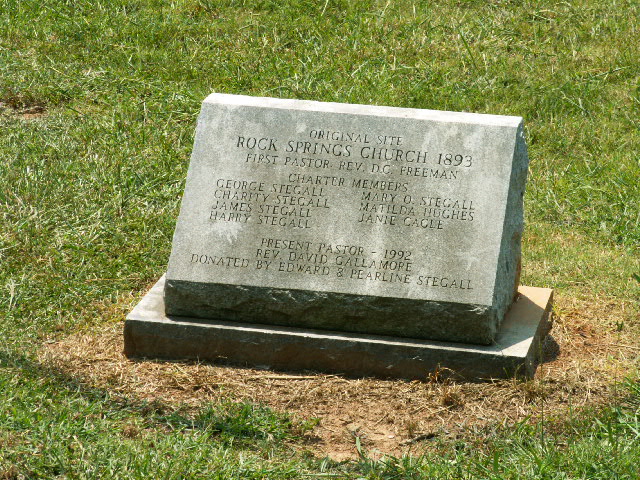 ORIGINAL SITE
ROCK SPRINGS CHURCH 1893
FIRST PASTOR REV. D.G. FREEMAN
CHARTER MEMBERS
GEORGE STEGALL MARY O. STEGALL
CHARITY STEGALL MATILDA HUGHES
JAMES STEGALL JANIE CAGLE
HARRY STEGALL
PRESENT PASTOR - 1992
REV. DAVID GALLAMORE
DONATED BY EDWARD & PEARLINE STEGALL